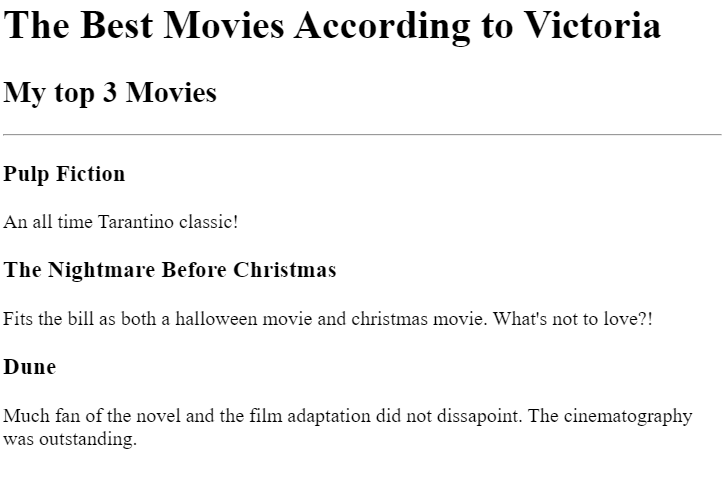 The Best Movies According to Victoria
My top 3 Movies
Pulp Fiction
An all time Tarantino classic!
The Nightmare Before Christmas
Fits the bill as both a halloween movie and christmas movie. What's not to love?!
Dune
Much fan of the novel and the film adaptation did not dissapoint. The cinematography
was outstanding.